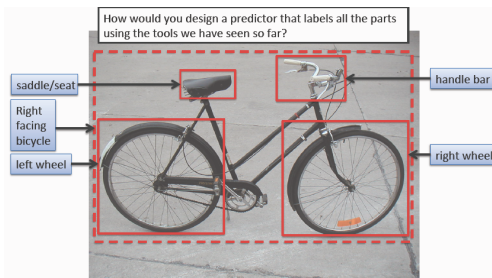 How would you design a predictor that labels all the parts
using the tools we have seen so far?
saddle/seat
handle bar
Right
facing
bicycle
left wheel
right wheel